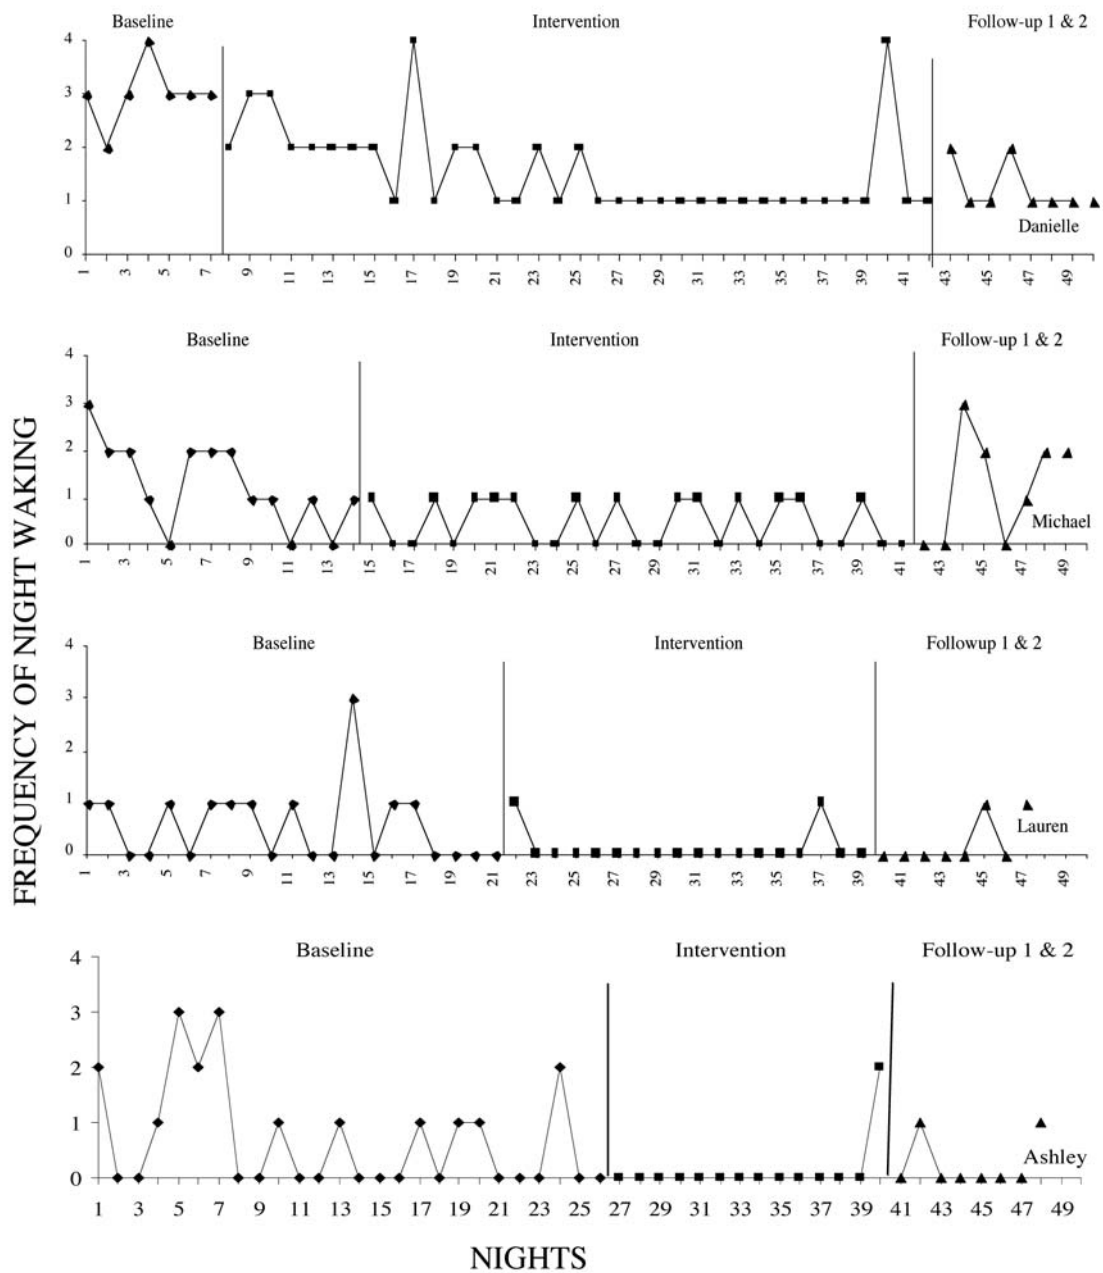 Baseline Intervention Follow-up 1 & 2
4
3
2
1
0
Danielle
1 3 5 7 9 11 13 15 17 19 21 23 25 27 29 31 33 35 37 39 41 43 45 47 49
Baseline Intervention Follow-up 1 & 2
4
3
2
1
0
Michael
1 3 5 7 9 11 13 15 17 19 21 23 25 27 29 31 33 35 37 39 41 43 45 47 49
Baseline Intervention Followup 1 & 2
4
3
2
1
0
Lauren
1 3 5 7 9 11 13 15 17 19 21 23 25 27 29 31 33 35 37 39 41 43 45 47 49
Baseline Intervention Follow-up 1 & 2
4
3
2
1
0
Ashley
1 3 5 7 9 11 13 15 17 19 21 23 25 27 29 31 33 35 37 39 41 43 45 47 49
FREQUENCY OF NIGHT WAKING
NIGHTS